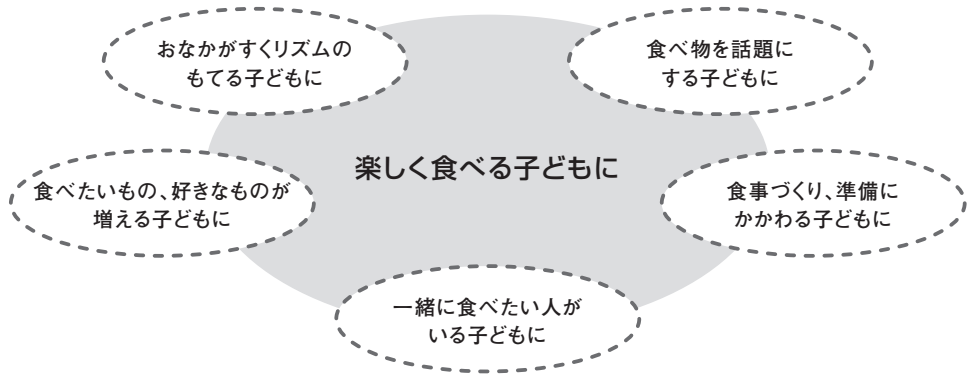 おなかがすくリズムの
もてる子どもに
食べ物を話題に
する子どもに
楽しく食べる子どもに
食べたいもの、好きなものが
増える子どもに
食事づくり、準備に
かかわる子どもに
一緒に食べたい人が
いる子どもに